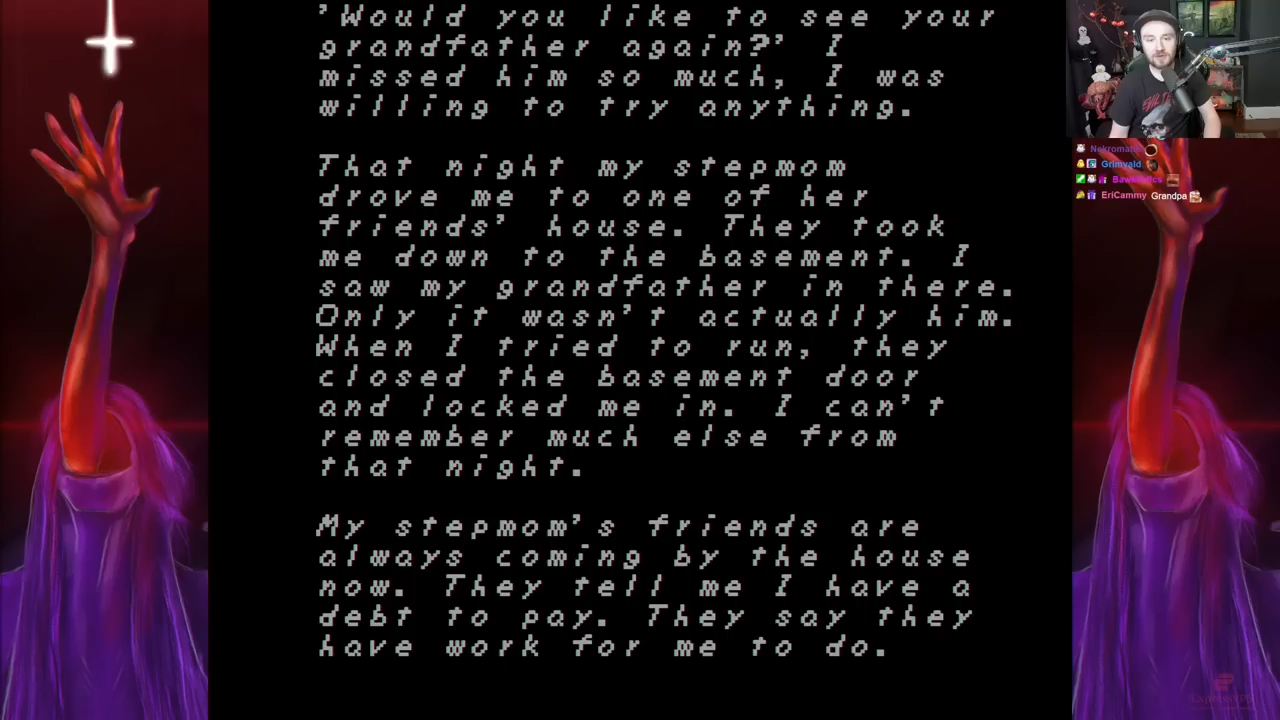 'Would you like to see your
grandfather again?' I
missed him so much, I was
willing to try anything.
That night my stepmom
drove me to one of her
friends' house. They took
me down to the basement. I
saw my grandfather in there.
Only it wasn't actually him.
When I tried to run, they
closed the basement door
and locked me in. I can't
remember much else from
that night.
My stepmom's friends are
always coming by the house
now. They tell me I have a
debt to pay. They say they
have work for me to do.
Grimvald
EriCammy Grandpa